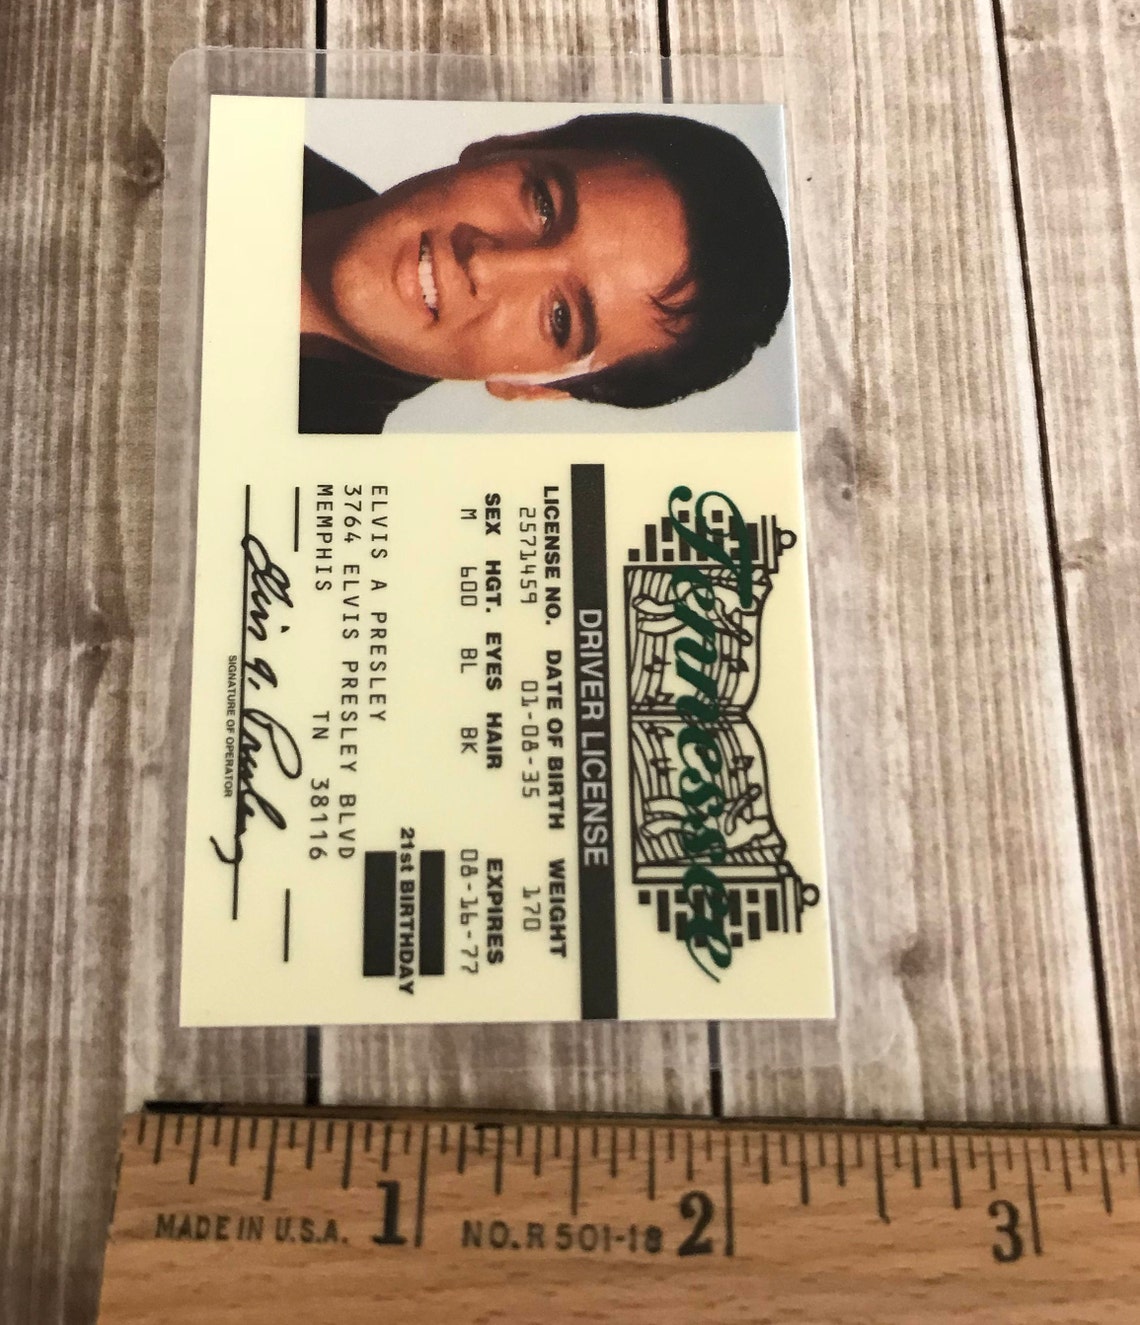 Tennessee
DRIVER LICENSE
LICENSE NO. DATE OF BIRTH WEIGHT
2571459 01-08-35 170
SEX HGT. EYES HAIR EXPIRES
M 600 BL BK 08-16-77
21st BIRTHDAY
ELVIS A PRESLEY
3764 ELVIS PRESLEY BLVD
MEMPHIS TN 38116
Elvis A. Presley
SIGNATURE OF OPERATOR
1 2 3
MADE IN U.S.A. NO. R 501-18